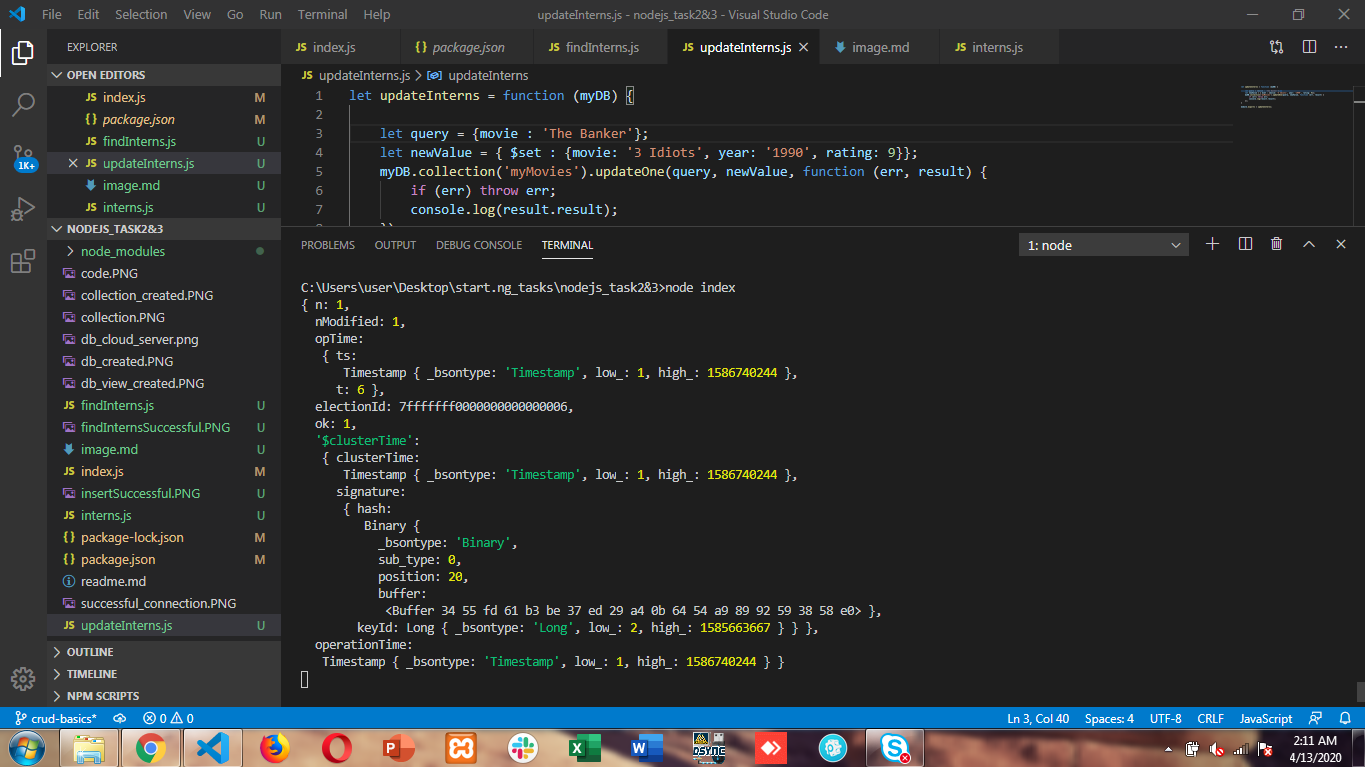 File Edit Selection View Go Run Terminal Help
updateInterns.js - nodejs_task2&3 - Visual Studio Code
EXPLORER
OPEN EDITORS
JS index.js M
{} package.json M
JS findInterns.js U
JS updateInterns.js U
image.md U
JS interns.js U
NODEJS_TASK2&3
node_modules
code.PNG
collection_created.PNG
collection.PNG
db_cloud_server.png
db_created.PNG
db_view_created.PNG
JS findInterns.js U
findInternsSuccessful.PNG U
image.md U
JS index.js M
insertSuccessful.PNG U
JS interns.js U
{} package-lock.json M
{} package.json M
readme.md
successful_connection.PNG
JS updateInterns.js U
OUTLINE
TIMELINE
NPM SCRIPTS
1K+
JS index.js {} package.json JS findInterns.js JS updateInterns.js image.md JS interns.js
JS updateInterns.js > updateInterns
1 let updateInterns = function (myDB) {
2
3 let query = {movie : 'The Banker'};
4 let newValue = { $set : {movie: '3 Idiots', year: '1990', rating: 9}};
5 myDB.collection('myMovies').updateOne(query, newValue, function (err, result) {
6 if (err) throw err;
7 console.log(result.result);
PROBLEMS OUTPUT DEBUG CONSOLE TERMINAL 1: node
C:\Users\user\Desktop\start.ng_tasks\nodejs_task2&3>node index
{ n: 1,
nModified: 1,
opTime:
{ ts:
Timestamp { _bsontype: 'Timestamp', low_: 1, high_: 1586740244 },
t: 6 },
electionId: 7fffffff0000000000000006,
ok: 1,
'$clusterTime':
{ clusterTime:
Timestamp { _bsontype: 'Timestamp', low_: 1, high_: 1586740244 },
signature:
{ hash:
Binary {
_bsontype: 'Binary',
sub_type: 0,
position: 20,
buffer:
<Buffer 34 55 fd 61 b3 be 37 ed 29 a4 0b 64 54 a9 89 92 59 38 58 e0> },
keyId: Long { _bsontype: 'Long', low_: 2, high_: 1585663667 } } },
operationTime:
Timestamp { _bsontype: 'Timestamp', low_: 1, high_: 1586740244 } }
crud-basics* 0 0 Ln 3, Col 40 Spaces: 4 UTF-8 CRLF JavaScript
2:11 AM
4/13/2020